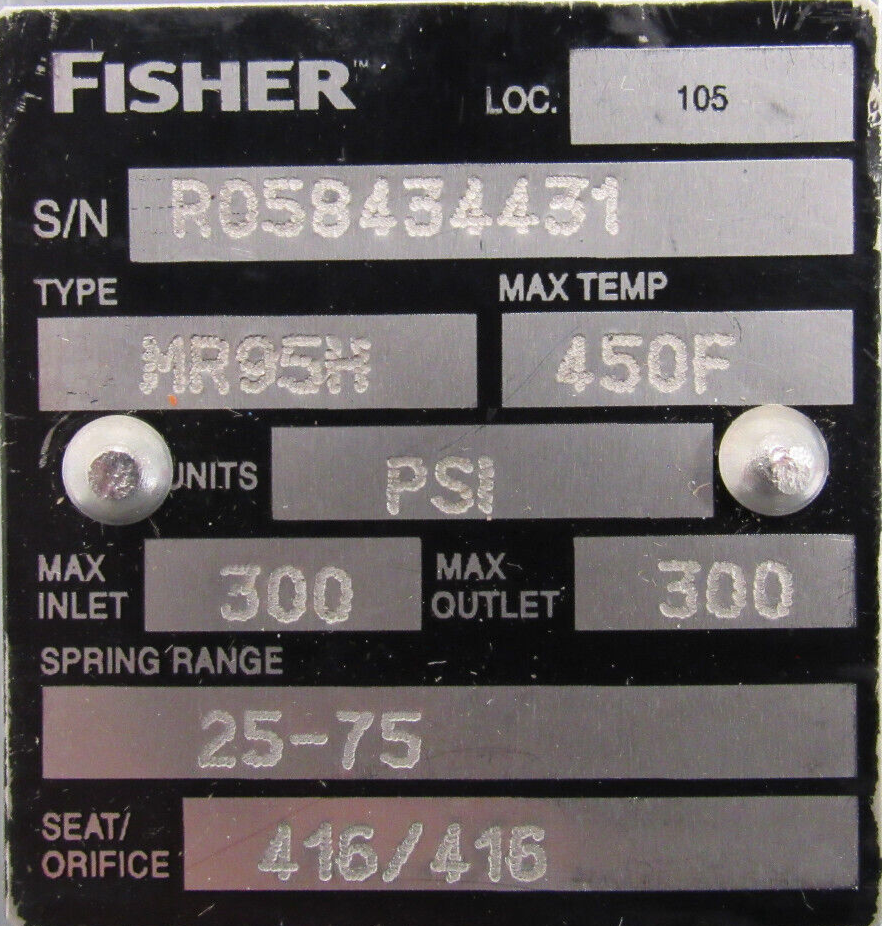 FISHER™
LOC. 105
S/N R058434431
TYPE MAX TEMP
MR95H 450F
UNITS PSI
MAX INLET 300 MAX OUTLET 300
SPRING RANGE
25-75
SEAT/
ORIFICE 416/416